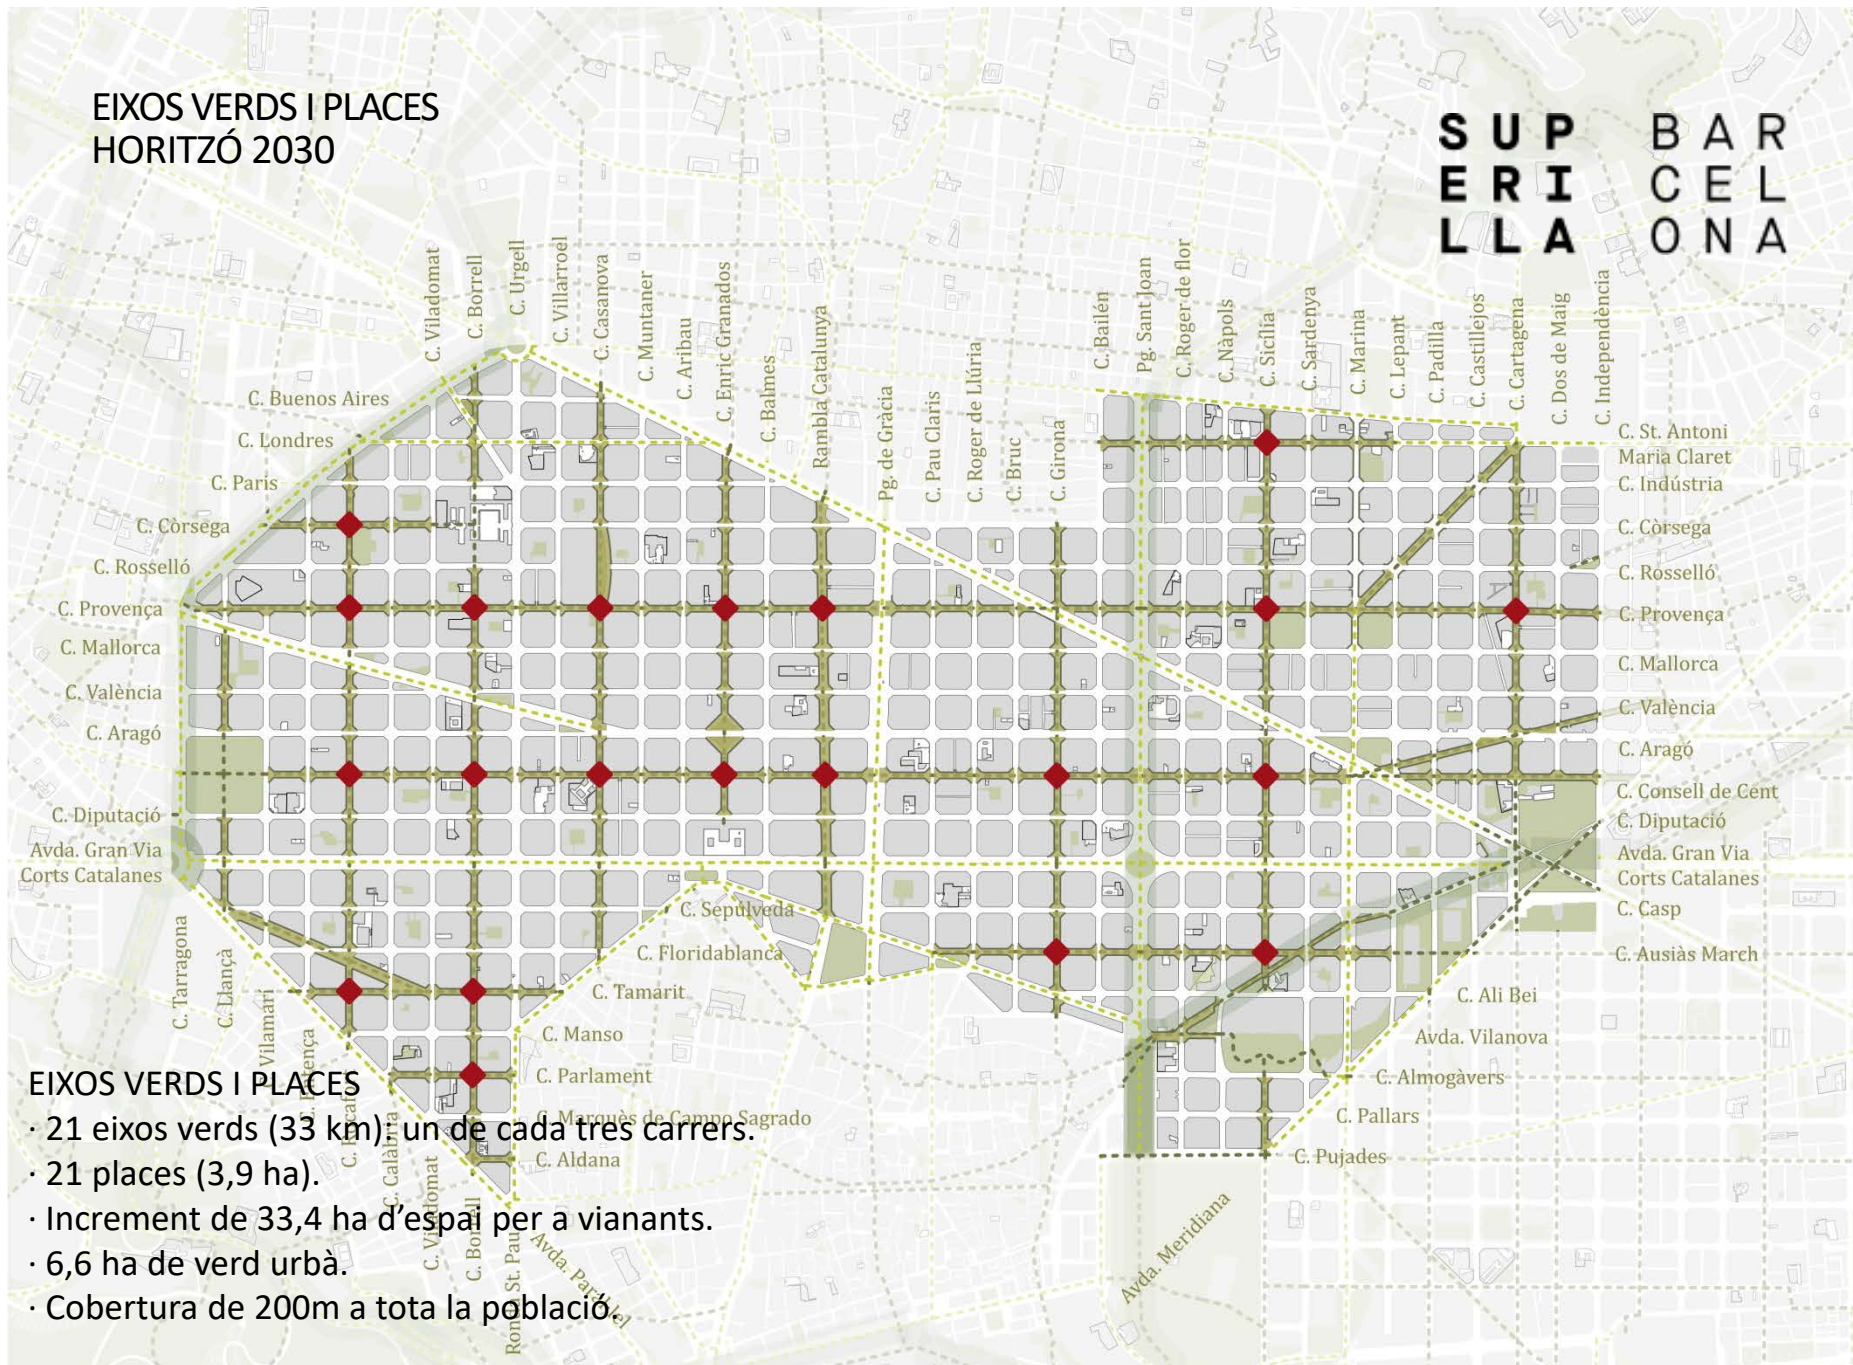 EIXOS VERDS I PLACES
HORITZÓ 2030
SUP BAR
ERI CEL
LLA ONA
C. Viladomat
C. Borrell
C. Urgell
C. Villarroel
C. Casanova
C. Muntaner
C. Aribau
C. Enric Granados
C. Balmes
Rambla Catalunya
Pg. de Gràcia
C. Pau Claris
C. Roger de Llúria
C. Bruc
C. Girona
C. Bailén
Pg. Sant Joan
C. Roger de flor
C. Nàpols
C. Sicília
C. Sardenya
C. Marina
C. Lepant
C. Padilla
C. Castillejos
C. Cartagena
C. Dos de Maig
C. Independència
C. Buenos Aires
C. Londres
C. Paris
C. Còrsega
C. Rosselló
C. Provença
C. Mallorca
C. València
C. Aragó
C. Diputació
Avda. Gran Via
Corts Catalanes
C. St. Antoni
Maria Claret
C. Indústria
C. Còrsega
C. Rosselló
C. Provença
C. Mallorca
C. València
C. Aragó
C. Consell de Cent
C. Diputació
Avda. Gran Via
Corts Catalanes
C. Casp
C. Ausiàs March
C. Ali Bei
Avda. Vilanova
C. Almogàvers
C. Pallars
C. Pujades
Avda. Meridiana
C. Sepúlveda
C. Floridablanca
C. Tamarit
C. Manso
C. Parlament
C. Marquès de Campo Sagrado
C. Aldana
C. Tarragona
C. Llançà
C. Vilamarí
C. Entença
C. Rocafort
C. Calàbria
C. Viladomat
C. Borrell
Ronda St. Pau
Avda. Paral·lel
EIXOS VERDS I PLACES
· 21 eixos verds (33 km): un de cada tres carrers.
· 21 places (3,9 ha).
· Increment de 33,4 ha d'espai per a vianants.
· 6,6 ha de verd urbà.
· Cobertura de 200m a tota la població.